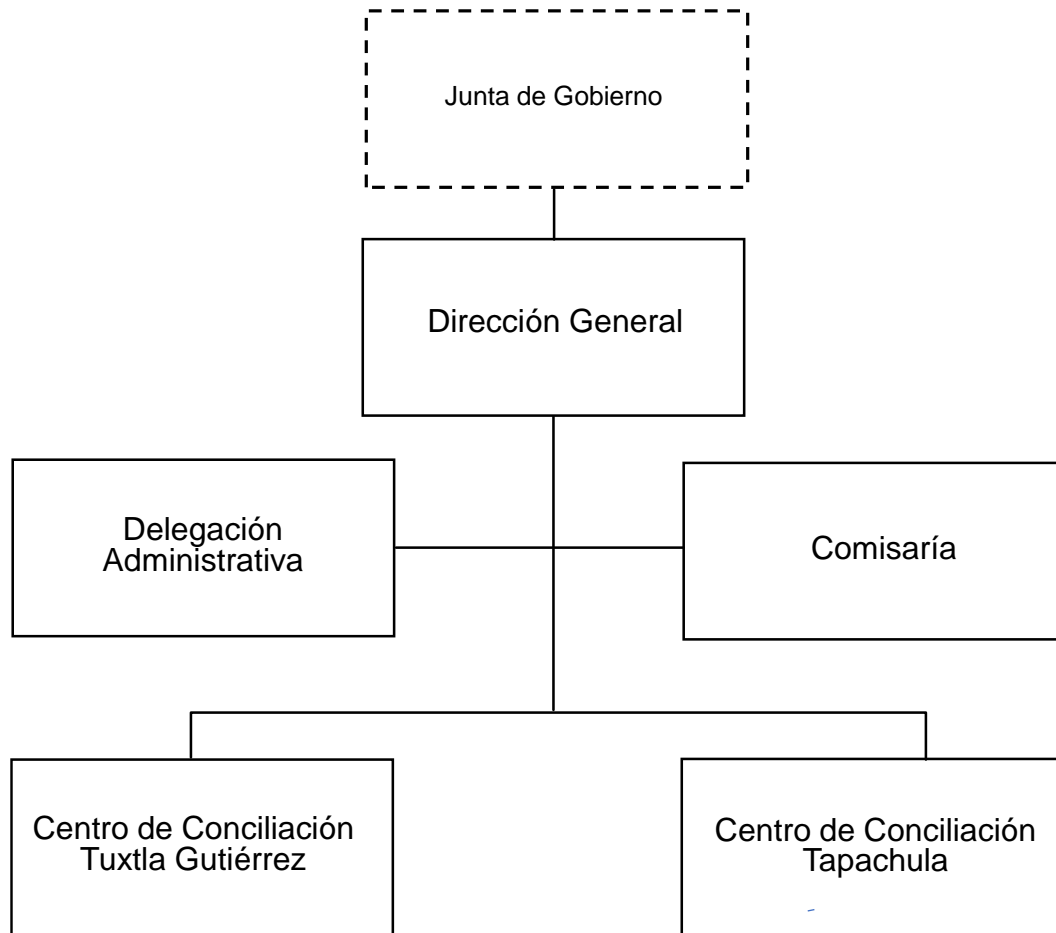 Junta de Gobierno
Dirección General
Delegación
Administrativa
Comisaría
Centro de Conciliación
Tuxtla Gutiérrez
Centro de Conciliación
Tapachula